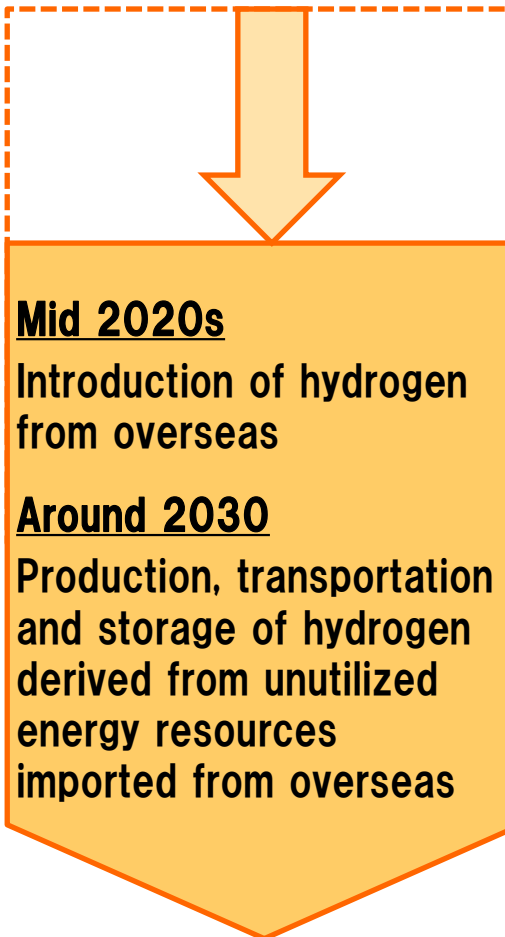 Mid 2020s
Introduction of hydrogen
from overseas
Around 2030
Production, transportation
and storage of hydrogen
derived from unutilized
energy resources
imported from overseas